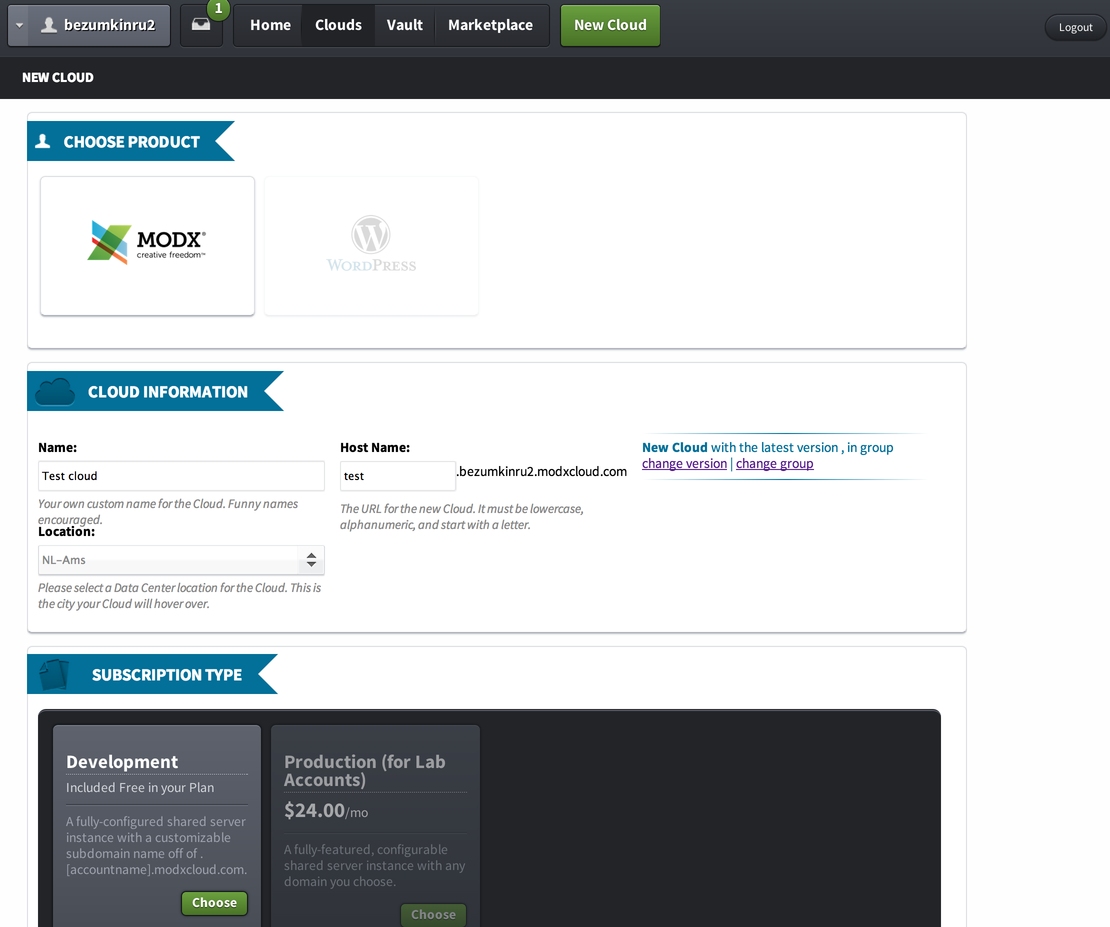 bezumkinru2
1
Home
Clouds
Vault
Marketplace
New Cloud
Logout
NEW CLOUD
CHOOSE PRODUCT
MODX®
creative freedom™
WORDPRESS
CLOUD INFORMATION
Name:
Test cloud
Your own custom name for the Cloud. Funny names
encouraged.
Host Name:
test
.bezumkinru2.modxcloud.com
The URL for the new Cloud. It must be lowercase,
alphanumeric, and start with a letter.
New Cloud with the latest version , in group
change version | change group
Location:
NL-Ams
Please select a Data Center location for the Cloud. This is
the city your Cloud will hover over.
SUBSCRIPTION TYPE
Development
Included Free in your Plan
A fully-configured shared server
instance with a customizable
subdomain name off of .
[accountname].modxcloud.com.
Choose
Production (for Lab
Accounts)
$24.00/mo
A fully-featured, configurable
shared server instance with any
domain you choose.
Choose